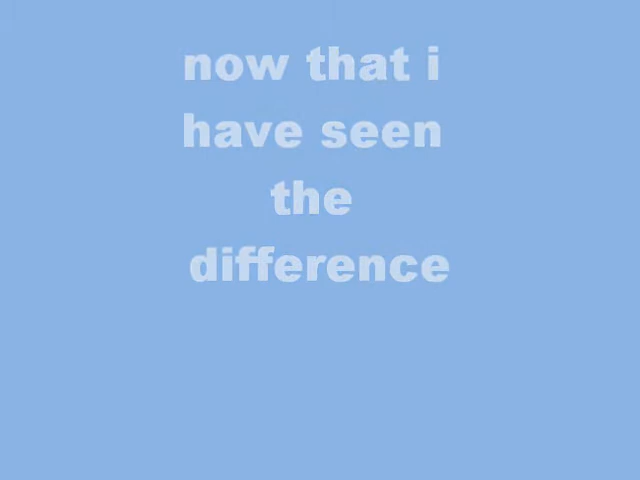 now that i
have seen
the
difference